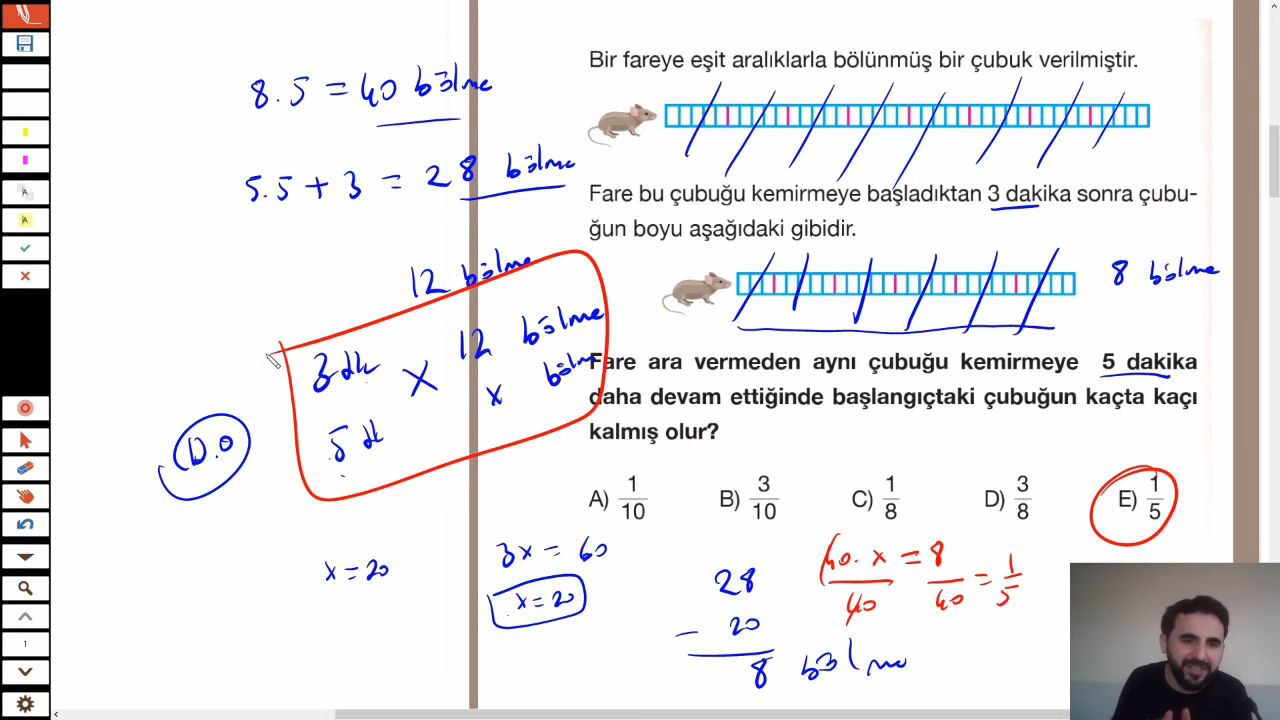 8.5 = 40 bölme
5.5 + 3 = 28 bölme
12 bölme
3 dk 12 bölme
5 dk x bölme
D.O
x = 20
3x = 60
x = 20
Bir fareye eşit aralıklarla bölünmüş bir çubuk verilmiştir.
Fare bu çubuğu kemirmeye başladıktan 3 dakika sonra çubu-
ğun boyu aşağıdaki gibidir.
8 bölme
Fare ara vermeden aynı çubuğu kemirmeye 5 dakika
daha devam ettiğinde başlangıçtaki çubuğun kaçta kaçı
kalmış olur?
A) 1/10 B) 3/10 C) 1/8 D) 3/8 E) 1/5
40. x / 40 = 8 / 40 = 1/5
28
- 20
8 bölme
A
A
1